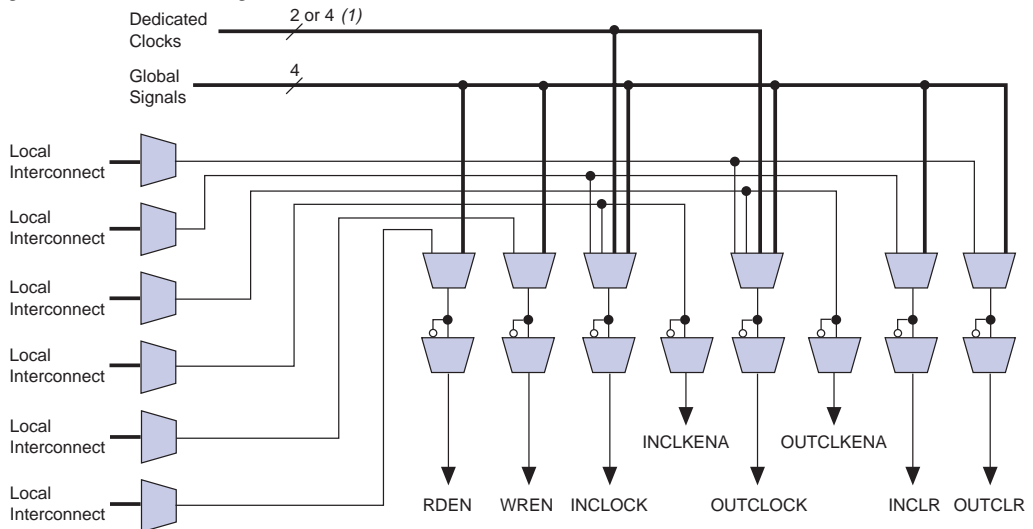 Dedicated
Clocks
2 or 4 (1)
Global
Signals
4
Local
Interconnect
Local
Interconnect
Local
Interconnect
Local
Interconnect
Local
Interconnect
Local
Interconnect
INCLKENA
OUTCLKENA
RDEN
WREN
INCLOCK
OUTCLOCK
INCLR
OUTCLR